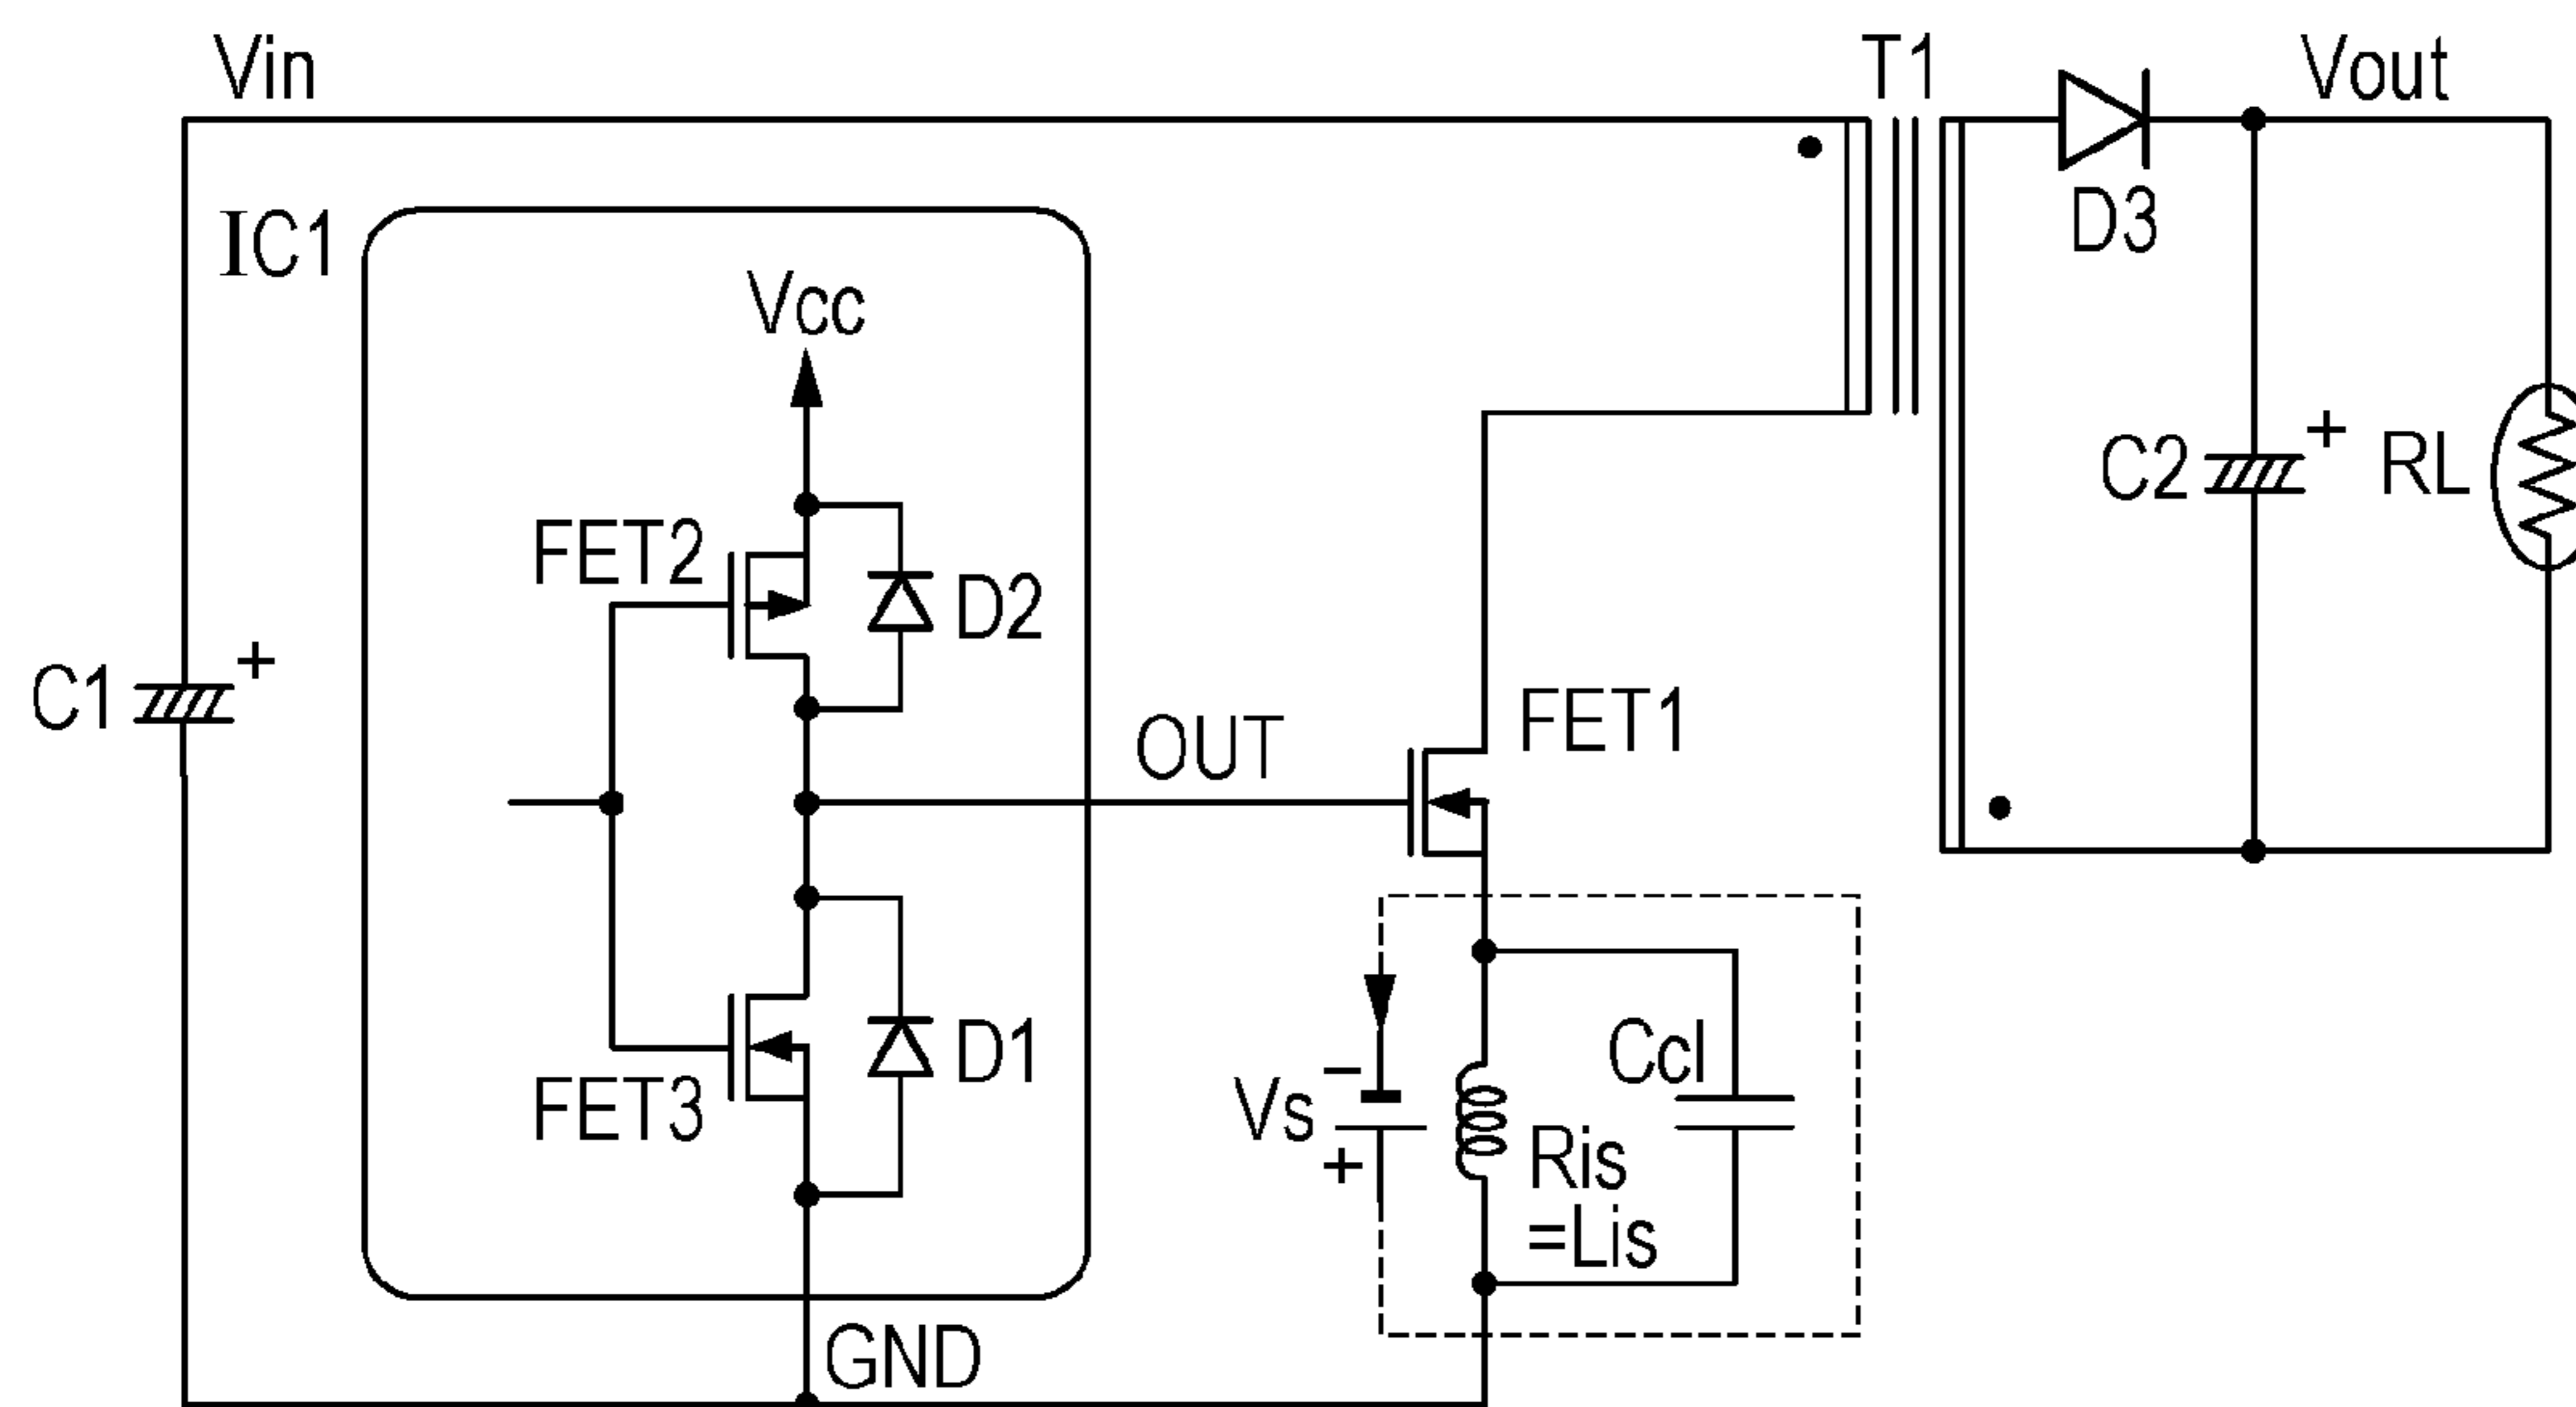 Vin
T1
Vout
IC1
D3
Vcc
FET2
D2
C2
+
RL
C1
+
OUT
FET1
FET3
D1
Vs
−
+
Ccl
Ris
=Lis
GND